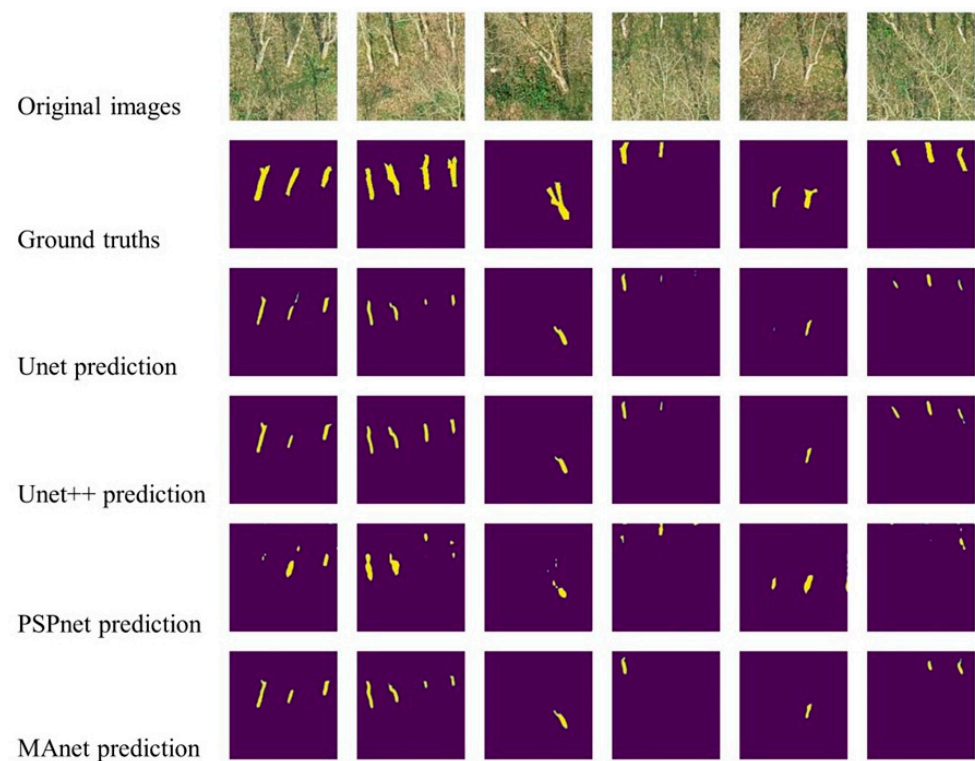 Original images
Ground truths
Unet prediction
Unet++ prediction
PSPnet prediction
MAnet prediction